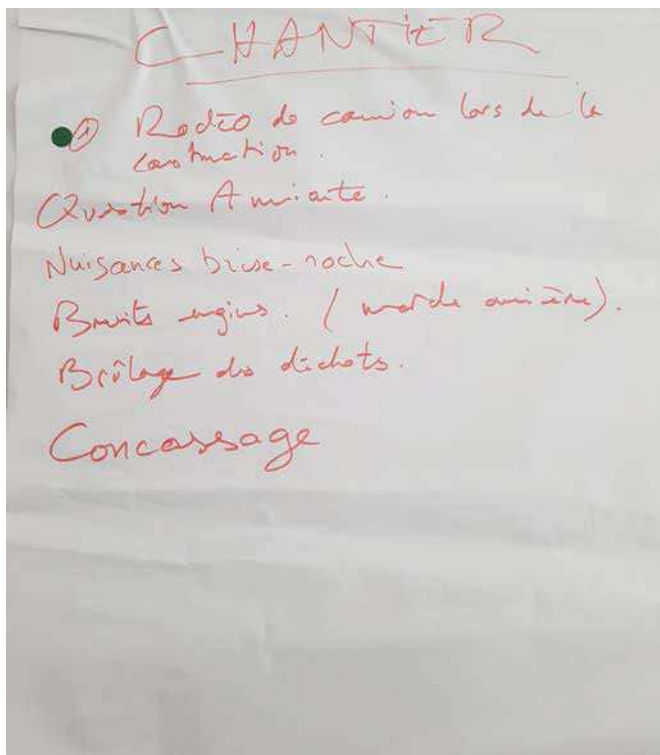 CHANTIER
① Rodéo de camion lors de la
construction.
Question Amiante.
Nuisances brise-roche
Bruits engins. (marche arrière).
Brûlage des déchets.
Concassage